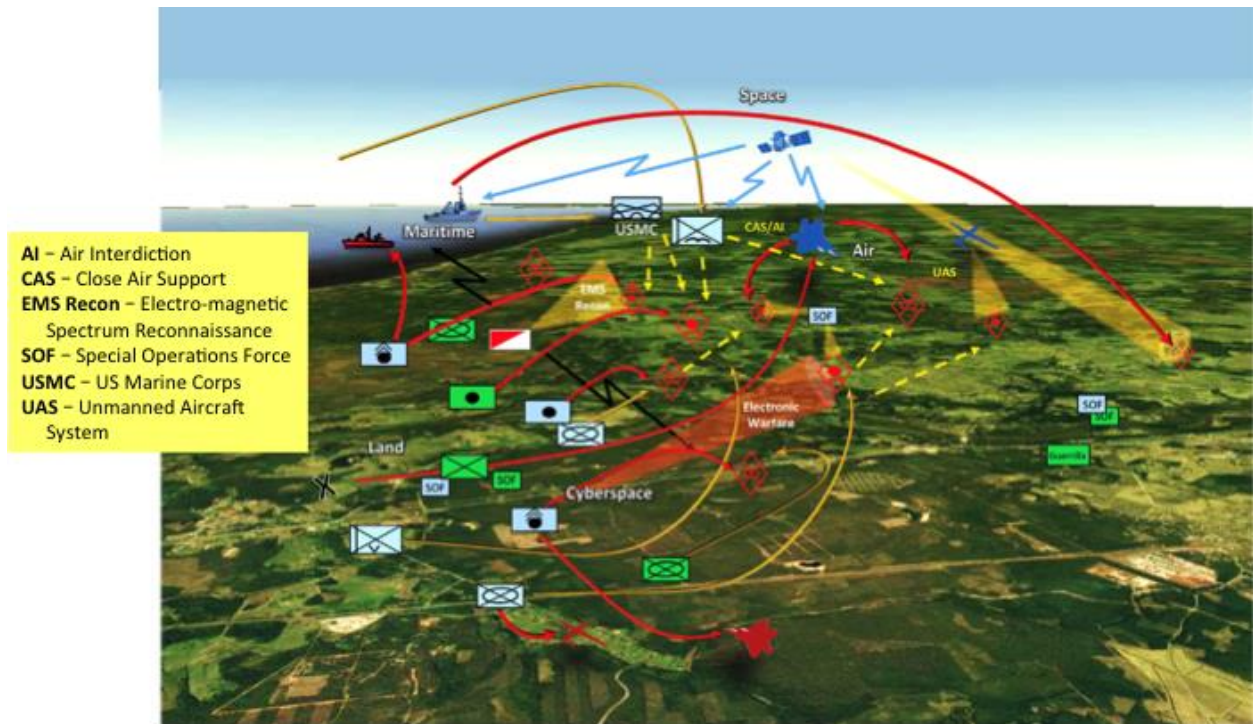 Space
Maritime
USMC
CAS/AI
Air
UAS
AI – Air Interdiction
CAS – Close Air Support
EMS Recon – Electro-magnetic
Spectrum Reconnaissance
SOF – Special Operations Force
USMC – US Marine Corps
UAS – Unmanned Aircraft
System
EMS
Recon
SOF
Electronic
Warfare
SOF
SOF
Land
Guerrilla
SOF
SOF
Cyberspace